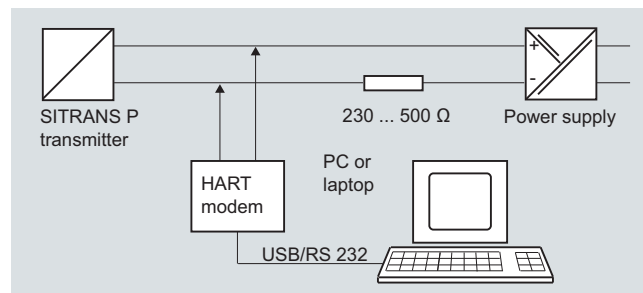 +
-
SITRANS P
transmitter
230 ... 500 Ω
Power supply
HART
modem
PC or
laptop
USB/RS 232